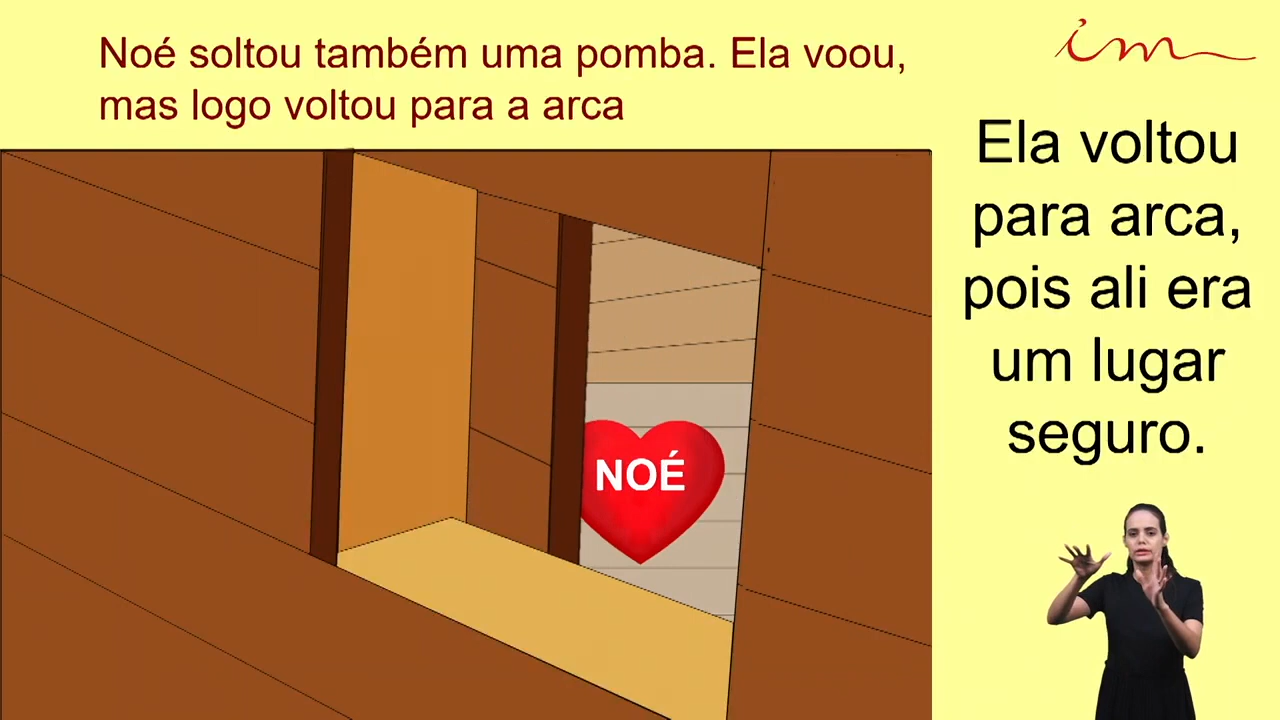 Noé soltou também uma pomba. Ela voou,
mas logo voltou para a arca
im
Ela voltou
para arca,
pois ali era
um lugar
seguro.
NOÉ